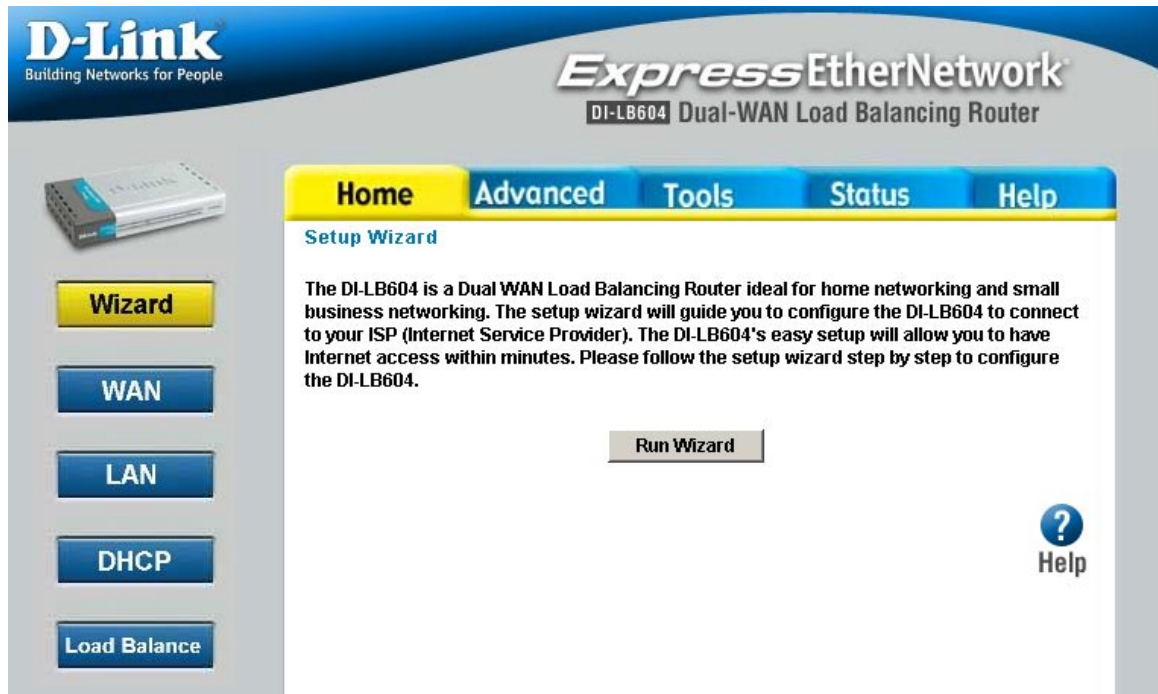 D-Link
Building Networks for People
Express EtherNetwork
DI-LB604 Dual-WAN Load Balancing Router
Home
Advanced
Tools
Status
Help
Wizard
WAN
LAN
DHCP
Load Balance
Setup Wizard
The DI-LB604 is a Dual WAN Load Balancing Router ideal for home networking and small
business networking. The setup wizard will guide you to configure the DI-LB604 to connect
to your ISP (Internet Service Provider). The DI-LB604's easy setup will allow you to have
Internet access within minutes. Please follow the setup wizard step by step to configure
the DI-LB604.
Run Wizard
?
Help